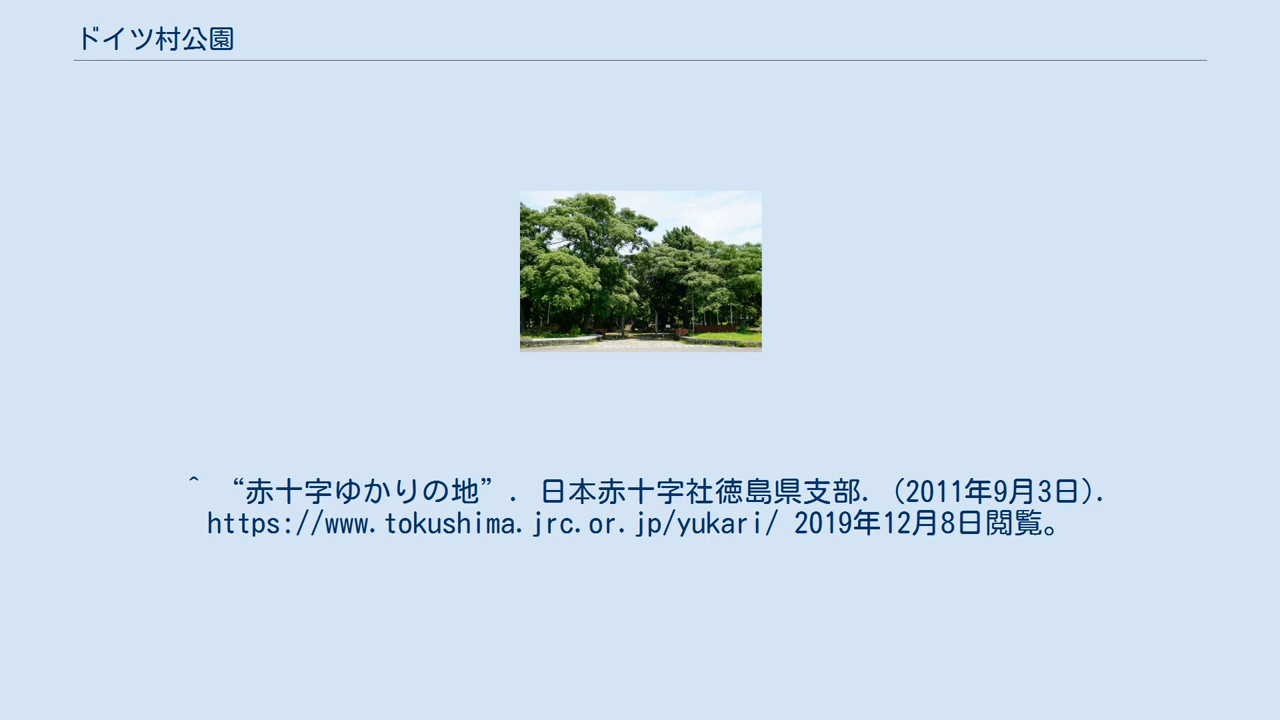 ドイツ村公園
^ “赤十字ゆかりの地”. 日本赤十字社徳島県支部. (2011年9月3日).
https://www.tokushima.jrc.or.jp/yukari/ 2019年12月8日閲覧。